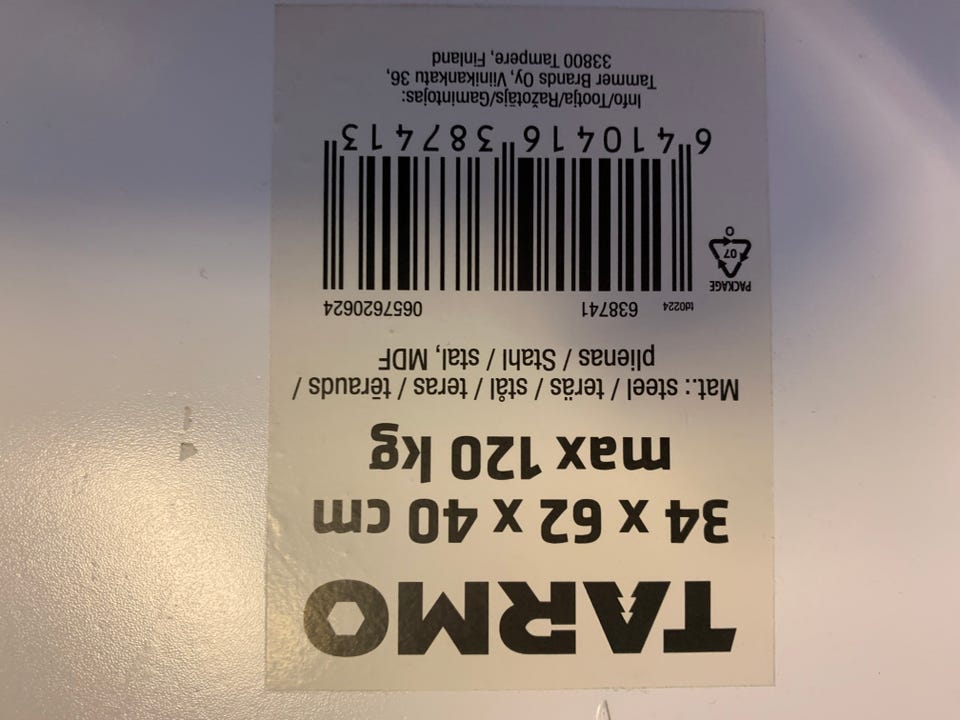 TARMO
34 x 62 x 40 cm
max 120 kg
Mat.: steel / teräs / stål / teras / tērauds /
plienas / Stahl / stal, MDF
td0224 638741 0657620624
PACKAGE
07
O
6 410416 387413
Info/Tootja/Ražotājs/Gamintojas:
Tammer Brands Oy, Viinikankatu 36,
33800 Tampere, Finland